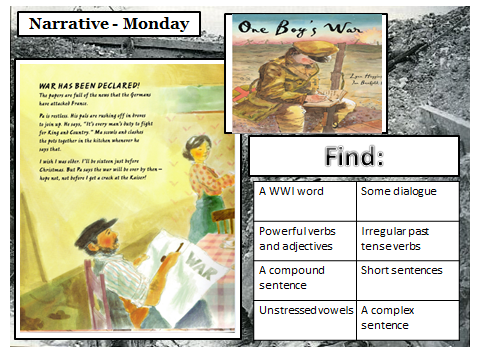 Narrative - Monday
One Boy's War
WAR HAS BEEN DECLARED!
The papers are full of the news that the Germans
have attacked France.
Pa is restless. His pals are rushing off in droves
to join up. He says, "It's every man's duty to fight
for King and Country." Ma scowls and clashes
the pots together in the kitchen whenever he
says that.
I wish I was older. I'll be sixteen just before
Christmas. But Pa says the war will be over by then —
hope not, not before I get a crack at the Kaiser!
WAR
Find:
A WWI word
Some dialogue
Powerful verbs
and adjectives
Irregular past
tense verbs
A compound
sentence
Short sentences
Unstressed vowels
A complex
sentence